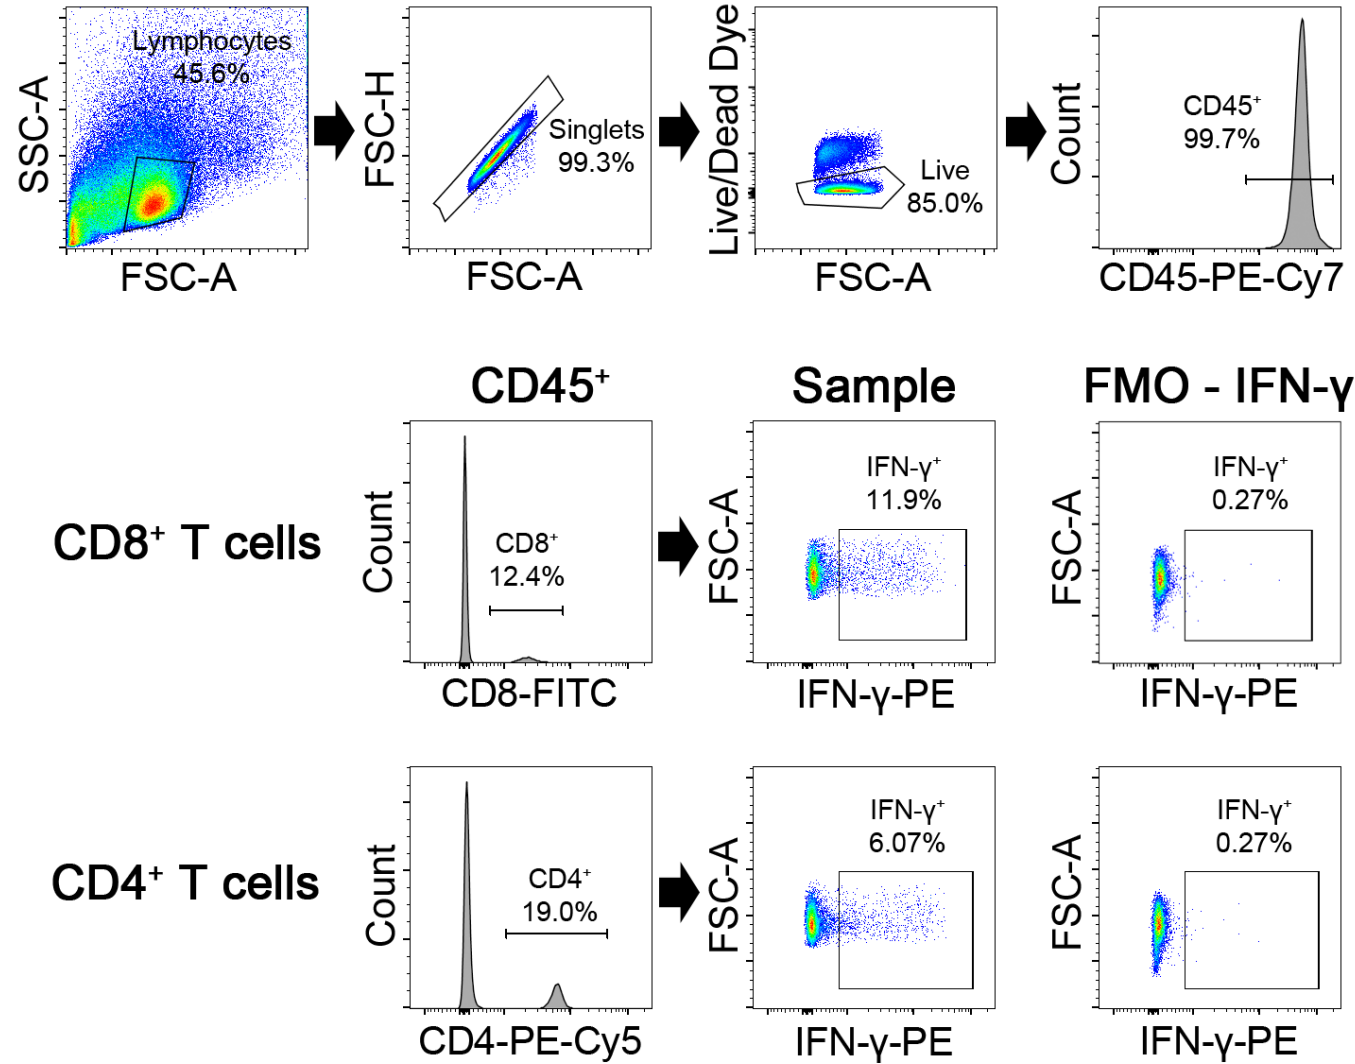 SSC-A
Lymphocytes
45.6%
FSC-A
FSC-H
Singlets
99.3%
FSC-A
Live/Dead Dye
Live
85.0%
FSC-A
Count
CD45⁺
99.7%
CD45-PE-Cy7
CD45⁺
Sample
FMO - IFN-γ
CD8⁺ T cells
Count
CD8⁺
12.4%
CD8-FITC
FSC-A
IFN-γ⁺
11.9%
IFN-γ-PE
FSC-A
IFN-γ⁺
0.27%
IFN-γ-PE
CD4⁺ T cells
Count
CD4⁺
19.0%
CD4-PE-Cy5
FSC-A
IFN-γ⁺
6.07%
IFN-γ-PE
FSC-A
IFN-γ⁺
0.27%
IFN-γ-PE